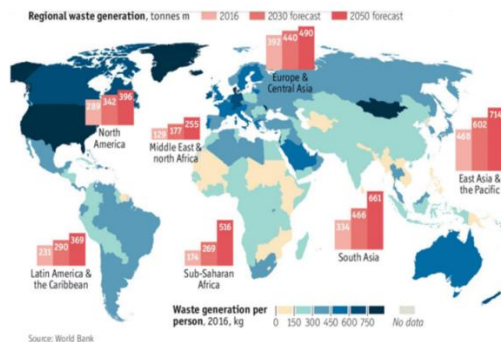 Regional waste generation, tonnes m 2016 2030 forecast 2050 forecast
392 440 490
Europe &
Central Asia
289 342 396
North
America
129 177 255
Middle East &
north Africa
468 602 714
East Asia &
the Pacific
231 290 369
Latin America &
the Caribbean
174 269 516
Sub-Saharan
Africa
334 466 661
South Asia
Waste generation per
person, 2016, kg
0 150 300 450 600 750 No data
Source: World Bank